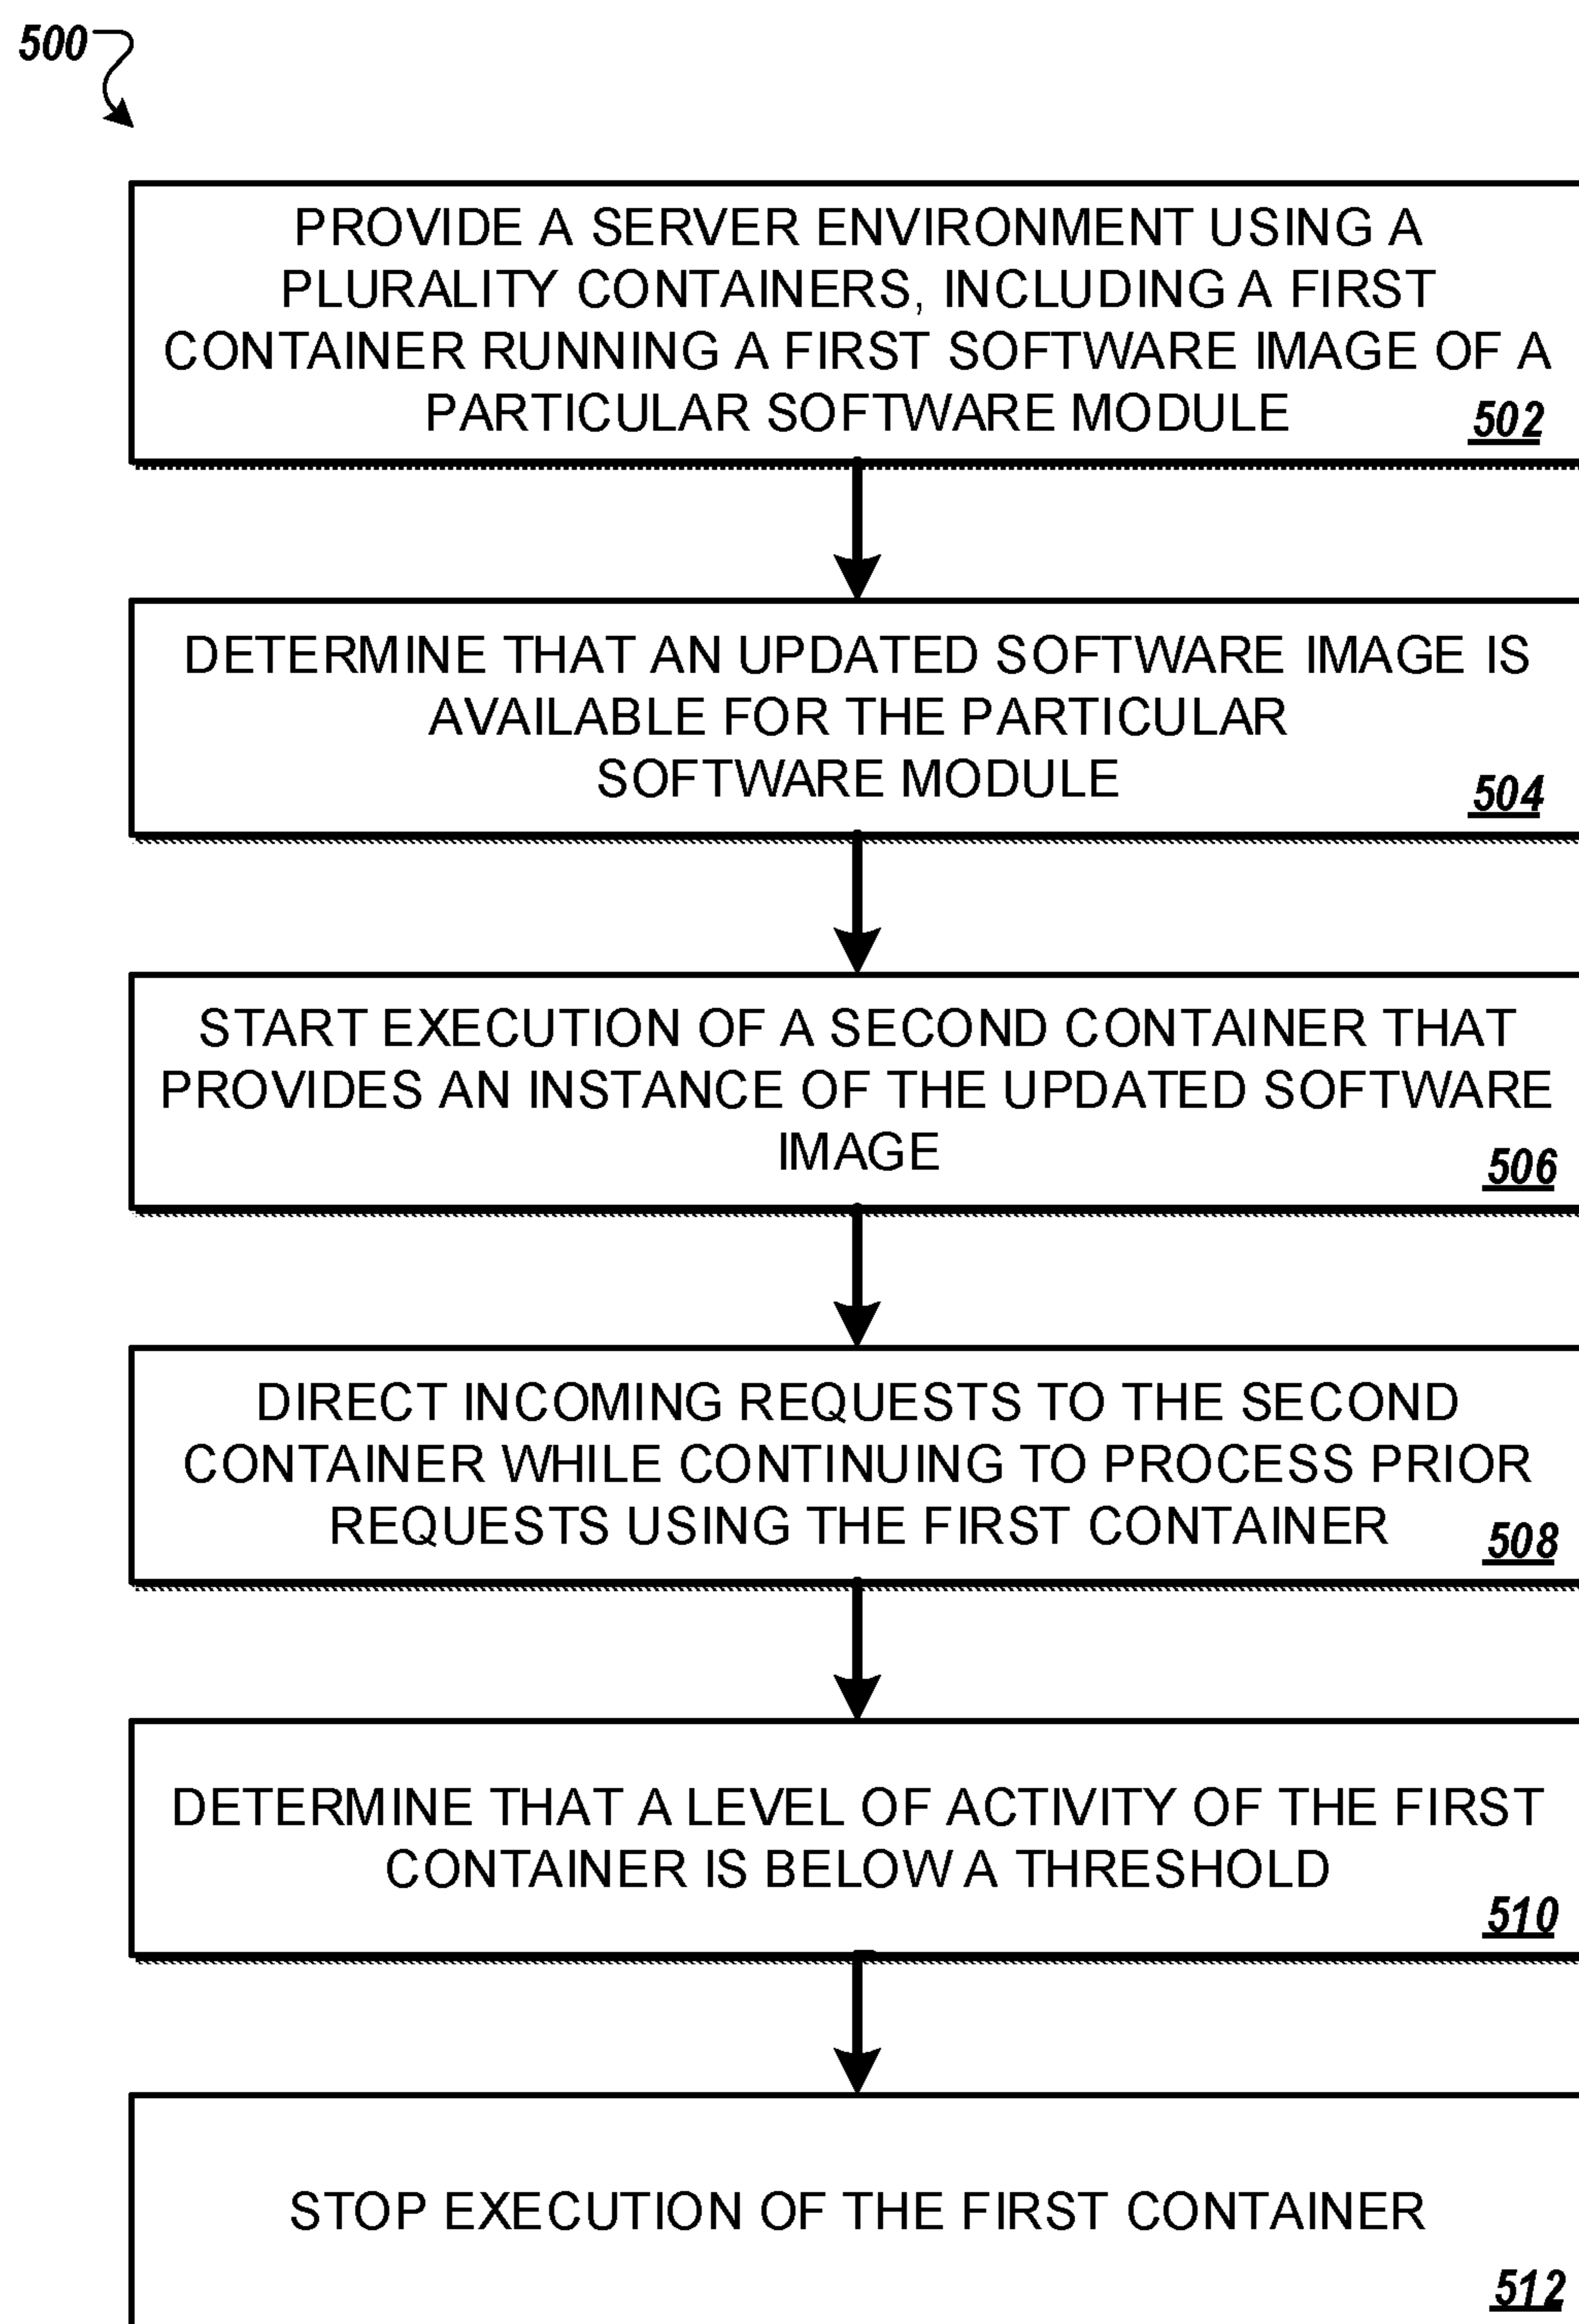 500
PROVIDE A SERVER ENVIRONMENT USING A
PLURALITY CONTAINERS, INCLUDING A FIRST
CONTAINER RUNNING A FIRST SOFTWARE IMAGE OF A
PARTICULAR SOFTWARE MODULE
502
DETERMINE THAT AN UPDATED SOFTWARE IMAGE IS
AVAILABLE FOR THE PARTICULAR
SOFTWARE MODULE
504
START EXECUTION OF A SECOND CONTAINER THAT
PROVIDES AN INSTANCE OF THE UPDATED SOFTWARE
IMAGE
506
DIRECT INCOMING REQUESTS TO THE SECOND
CONTAINER WHILE CONTINUING TO PROCESS PRIOR
REQUESTS USING THE FIRST CONTAINER
508
DETERMINE THAT A LEVEL OF ACTIVITY OF THE FIRST
CONTAINER IS BELOW A THRESHOLD
510
STOP EXECUTION OF THE FIRST CONTAINER
512